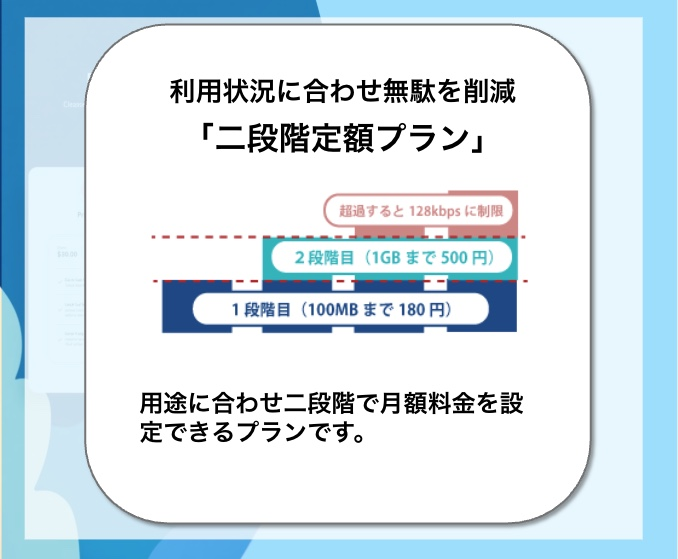 利用状況に合わせ無駄を削減
「二段階定額プラン」
超過すると 128kbps に制限
2 段階目（1GB まで 500 円）
1 段階目（100MB まで 180 円）
用途に合わせ二段階で月額料金を設
定できるプランです。